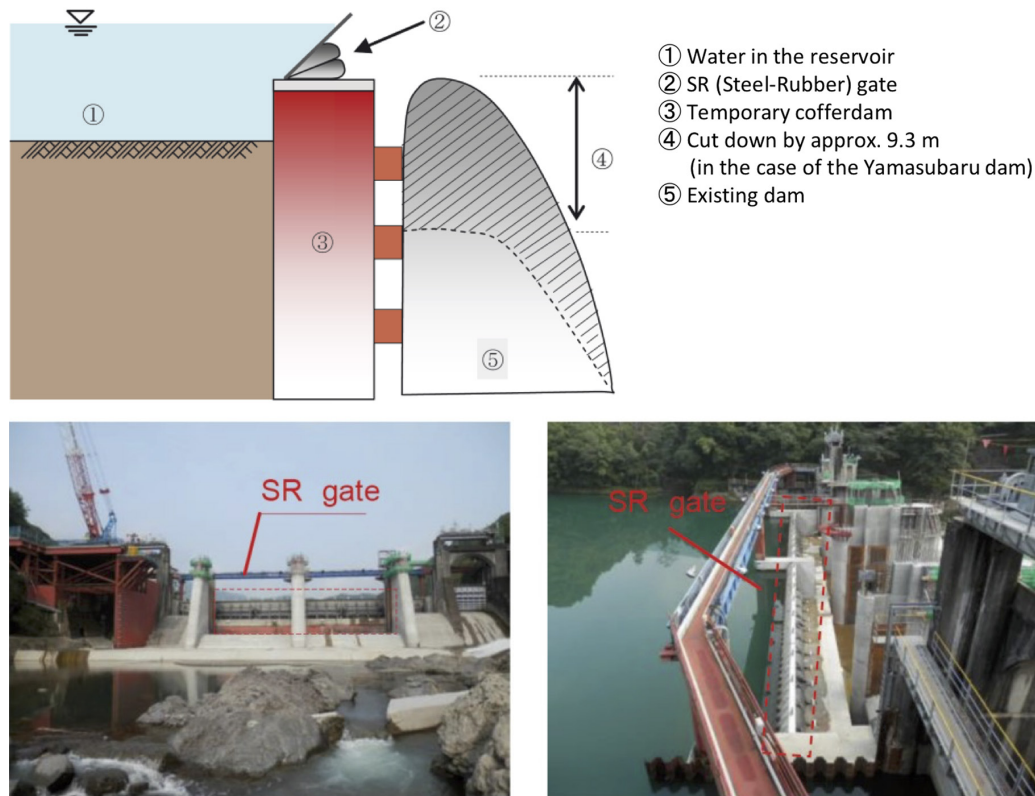 ②
①
④
③
⑤
① Water in the reservoir
② SR (Steel-Rubber) gate
③ Temporary cofferdam
④ Cut down by approx. 9.3 m
(in the case of the Yamasubaru dam)
⑤ Existing dam
SR gate
SR gate